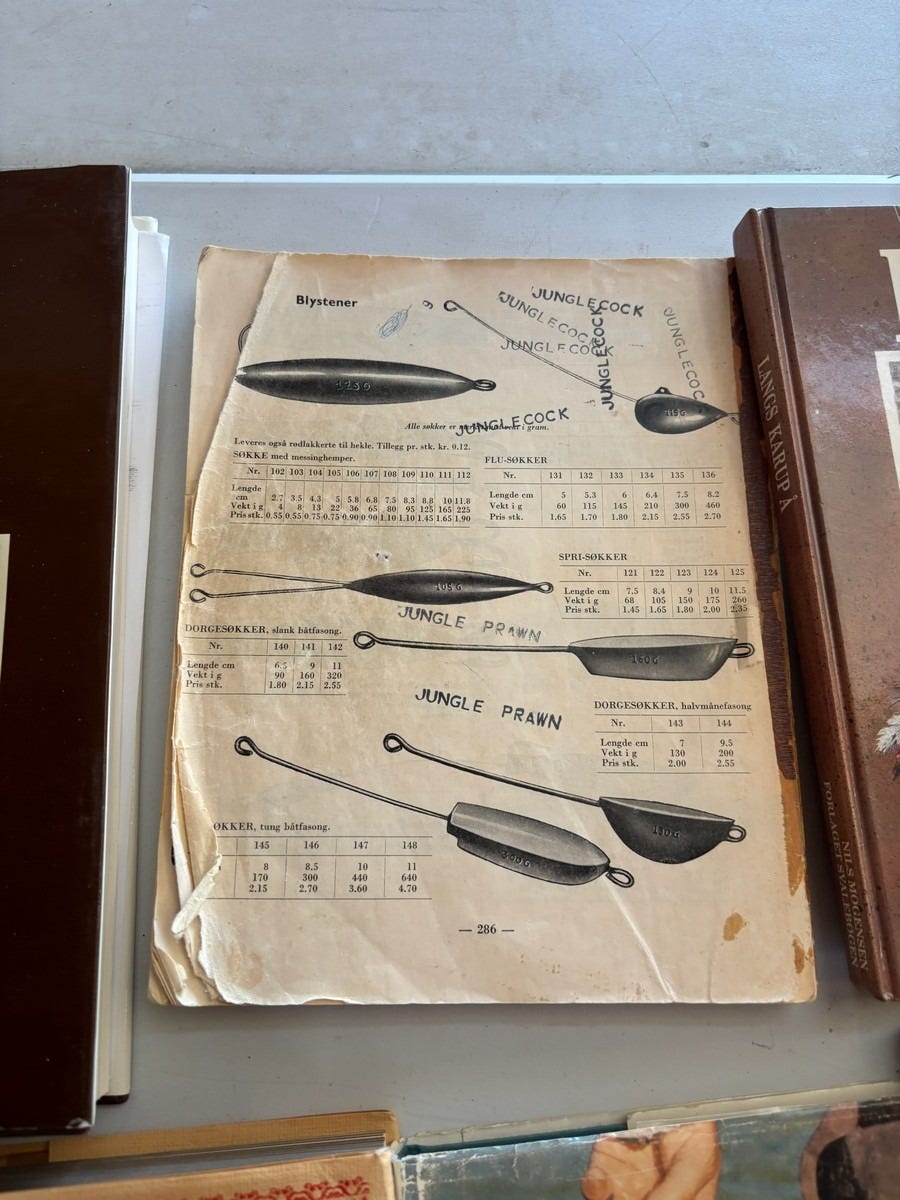 Blystener
JUNGLECOCK
JUNGLECOCK
JUNGLECOCK
JUNGLECOCK
JUNGLECOC
145G
JUNGLECOCK
Alle søkker er i gram.
Leveres også rødlakkerte til hekle. Tillegg pr. stk. kr. 0.12.
SØKKE med messinghemper.
Nr. 102 103 104 105 106 107 108 109 110 111 112
Lengde
cm 2.7 3.5 4.3 5 5.8 6.8 7.5 8.3 8.8 10 11.8
Vekt i g 4 8 13 22 36 65 80 95 125 165 225
Pris stk. 0.55 0.55 0.75 0.75 0.90 0.90 1.10 1.10 1.45 1.65 1.90
FLU-SØKKER
Nr. 131 132 133 134 135 136
Lengde cm 5 5.3 6 6.4 7.5 8.2
Vekt i g 60 115 145 210 300 460
Pris stk. 1.65 1.70 1.80 2.15 2.55 2.70
105 G
SPRI-SØKKER
Nr. 121 122 123 124 125
Lengde cm 7.5 8.4 9 10 11.5
Vekt i g 68 105 150 175 260
Pris stk. 1.45 1.65 1.80 2.00 2.35
JUNGLE PRAWN
DORGESØKKER, slank båtfasong.
Nr. 140 141 142
Lengde cm 6.5 9 11
Vekt i g 90 160 320
Pris stk. 1.80 2.15 2.55
160G
JUNGLE PRAWN
DORGESØKKER, halvmånefasong
Nr. 143 144
Lengde cm 7 9.5
Vekt i g 130 200
Pris stk. 2.00 2.55
130G
300G
ØKKER, tung båtfasong.
145 146 147 148
8 8.5 10 11
170 300 440 640
2.15 2.70 3.60 4.70
— 286 —
LANGS KARUP Å
NILS MOGENSEN
FORLAGET SVALEBOGEN